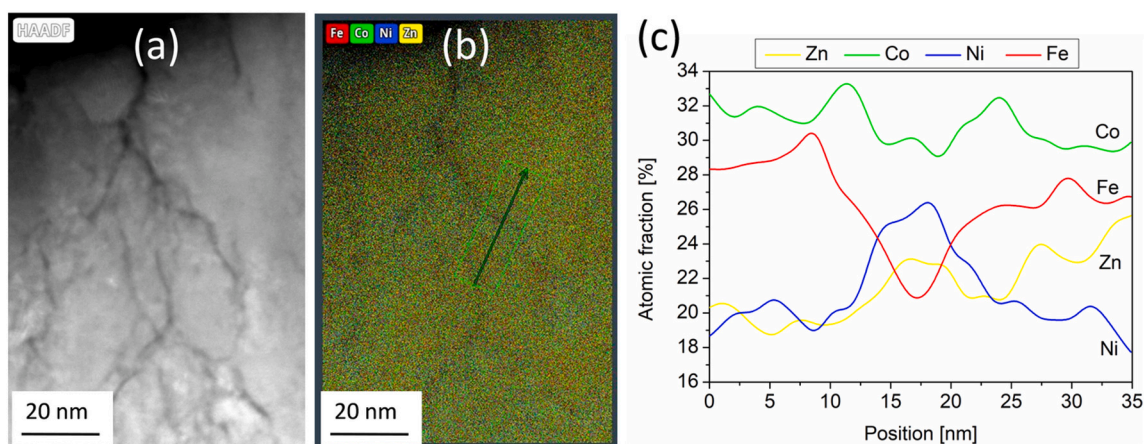 HAADF
(a)
20 nm
Fe Co Ni Zn
(b)
20 nm
(c)
Zn Co Ni Fe
34
32
30
28
26
24
22
20
18
16
Atomic fraction [%]
Co
Fe
Zn
Ni
0 5 10 15 20 25 30 35
Position [nm]